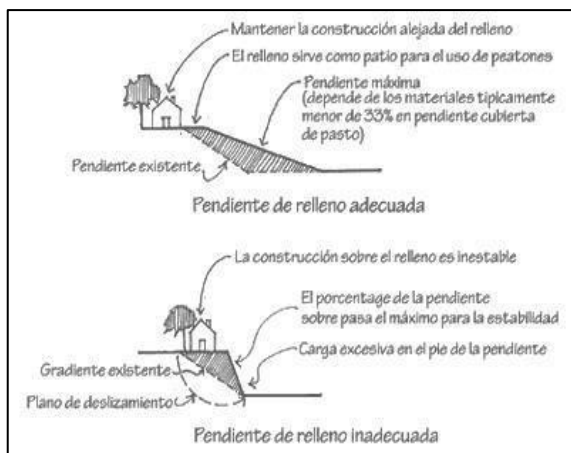 Mantener la construcción alejada del relleno
El relleno sirve como patio para el uso de peatones
Pendiente máxima
(depende de los materiales tipicamente
menor de 33% en pendiente cubierta
de pasto)
Pendiente existente
Pendiente de relleno adecuada
La construcción sobre el relleno es inestable
El porcentage de la pendiente
sobre pasa el máximo para la estabilidad
Carga excesiva en el pie de la pendiente
Gradiente existente
Plano de deslizamiento
Pendiente de relleno inadecuada